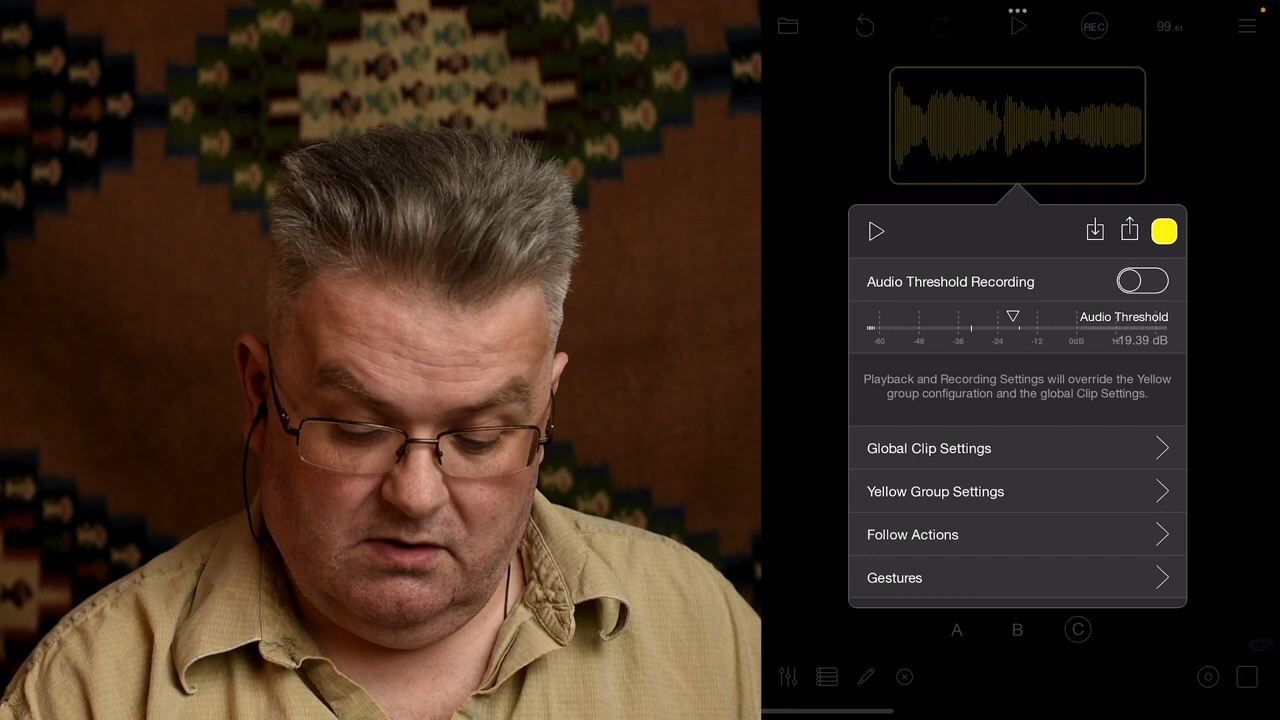 REC
99.61
Audio Threshold Recording
Audio Threshold
-60 -48 -36 -24 -12 0dB
-19.39 dB
Playback and Recording Settings will override the Yellow
group configuration and the global Clip Settings.
Global Clip Settings
Yellow Group Settings
Follow Actions
Gestures
A B C